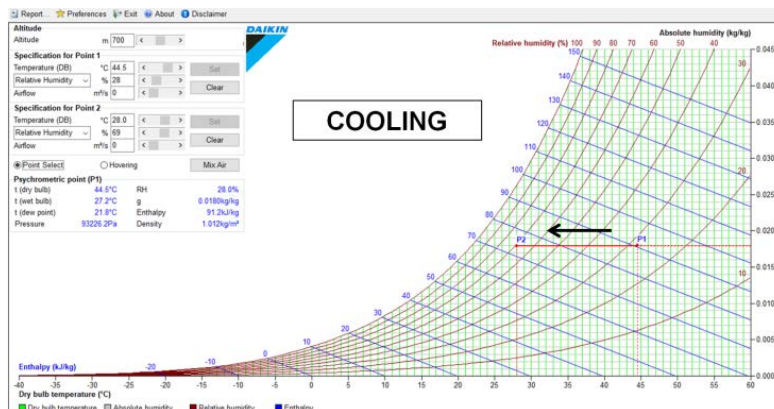 Report... Preferences Exit About Disclaimer
Altitude
Altitude m 700
Specification for Point 1
Temperature (DB) °C 44.5 Set
Relative Humidity % 28
Airflow m³/s 0 Clear
Specification for Point 2
Temperature (DB) °C 28.0 Set
Relative Humidity % 69
Airflow m³/s 0 Clear
Point Select Hovering Mix Air
Psychrometric point (P1)
t (dry bulb) 44.5°C RH 28.0%
t (wet bulb) 27.2°C g 0.0180kg/kg
t (dew point) 21.8°C Enthalpy 91.2kJ/kg
Pressure 93226.2Pa Density 1.012kg/m³
DAIKIN
COOLING
Absolute humidity (kg/kg)
Relative humidity (%) 100 90 80 70 60 50 40
30
20
10
150
140
130
120
110
100
90
80
70
60
50
40
30
20
10
0
-10
-20
P2 P1
0.045
0.040
0.035
0.030
0.025
0.020
0.015
0.010
0.005
0.000
Enthalpy (kJ/kg)
-40 -35 -30 -25 -20 -15 -10 -5 0 5 10 15 20 25 30 35 40 45 50 55 60
Dry bulb temperature (°C)
Dry bulb temperature Absolute humidity Relative humidity Enthalpy